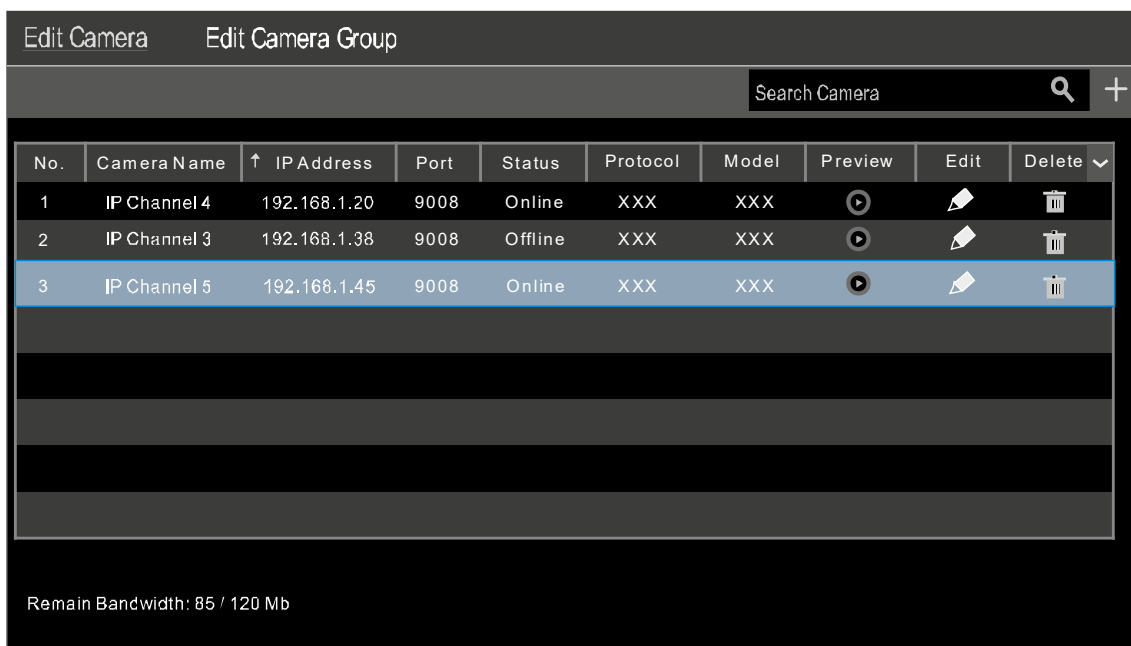 Edit Camera Edit Camera Group
Search Camera
No. Camera Name IP Address Port Status Protocol Model Preview Edit Delete
1 IP Channel 4 192.168.1.20 9008 Online XXX XXX
2 IP Channel 3 192.168.1.38 9008 Offline XXX XXX
3 IP Channel 5 192.168.1.45 9008 Online XXX XXX
Remain Bandwidth: 85 / 120 Mb